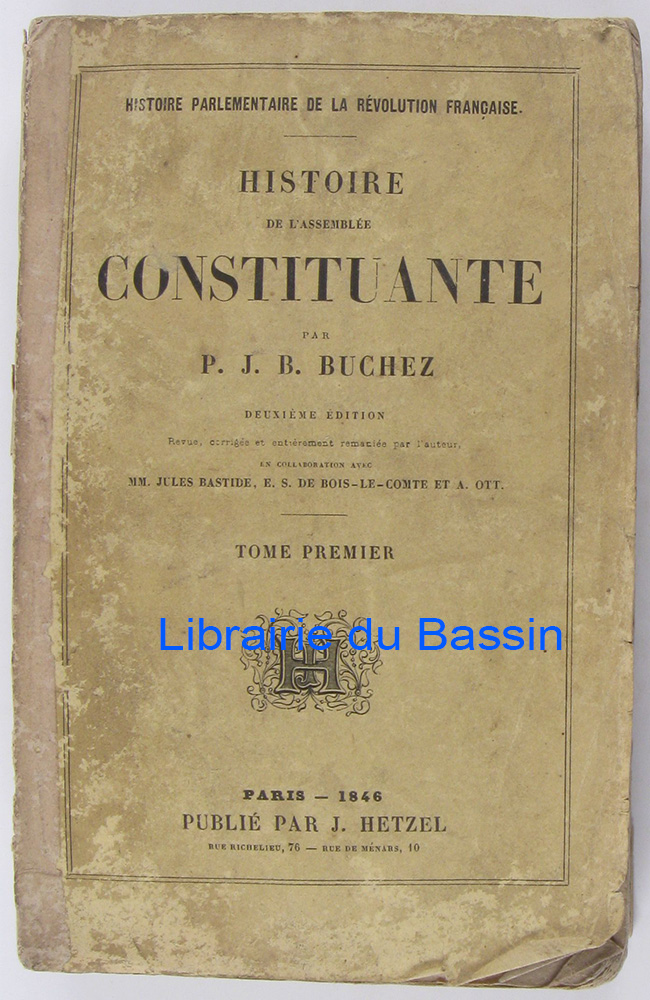 HISTOIRE PARLEMENTAIRE DE LA RÉVOLUTION FRANÇAISE.
HISTOIRE
DE L'ASSEMBLÉE
CONSTITUANTE
PAR
P. J. B. BUCHEZ
DEUXIÈME ÉDITION
Revue, corrigée et entièrement remaniée par l'auteur,
EN COLLABORATION AVEC
MM. JULES BASTIDE, E. S. DE BOIS-LE-COMTE ET A. OTT.
TOME PREMIER
Librairie du Bassin
JH
PARIS — 1846
PUBLIÉ PAR J. HETZEL
RUE RICHELIEU, 76 — RUE DE MÉNARS, 10